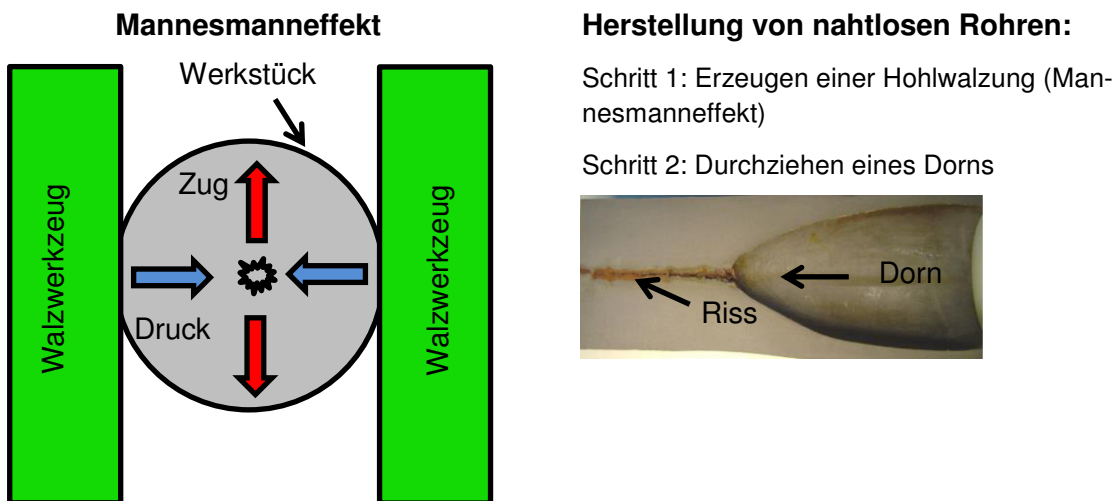 Mannesmanneffekt
Werkstück
Zug
Druck
Walzwerkzeug
Walzwerkzeug
Herstellung von nahtlosen Rohren:
Schritt 1: Erzeugen einer Hohlwalzung (Man-
nesmanneffekt)
Schritt 2: Durchziehen eines Dorns
Dorn
Riss